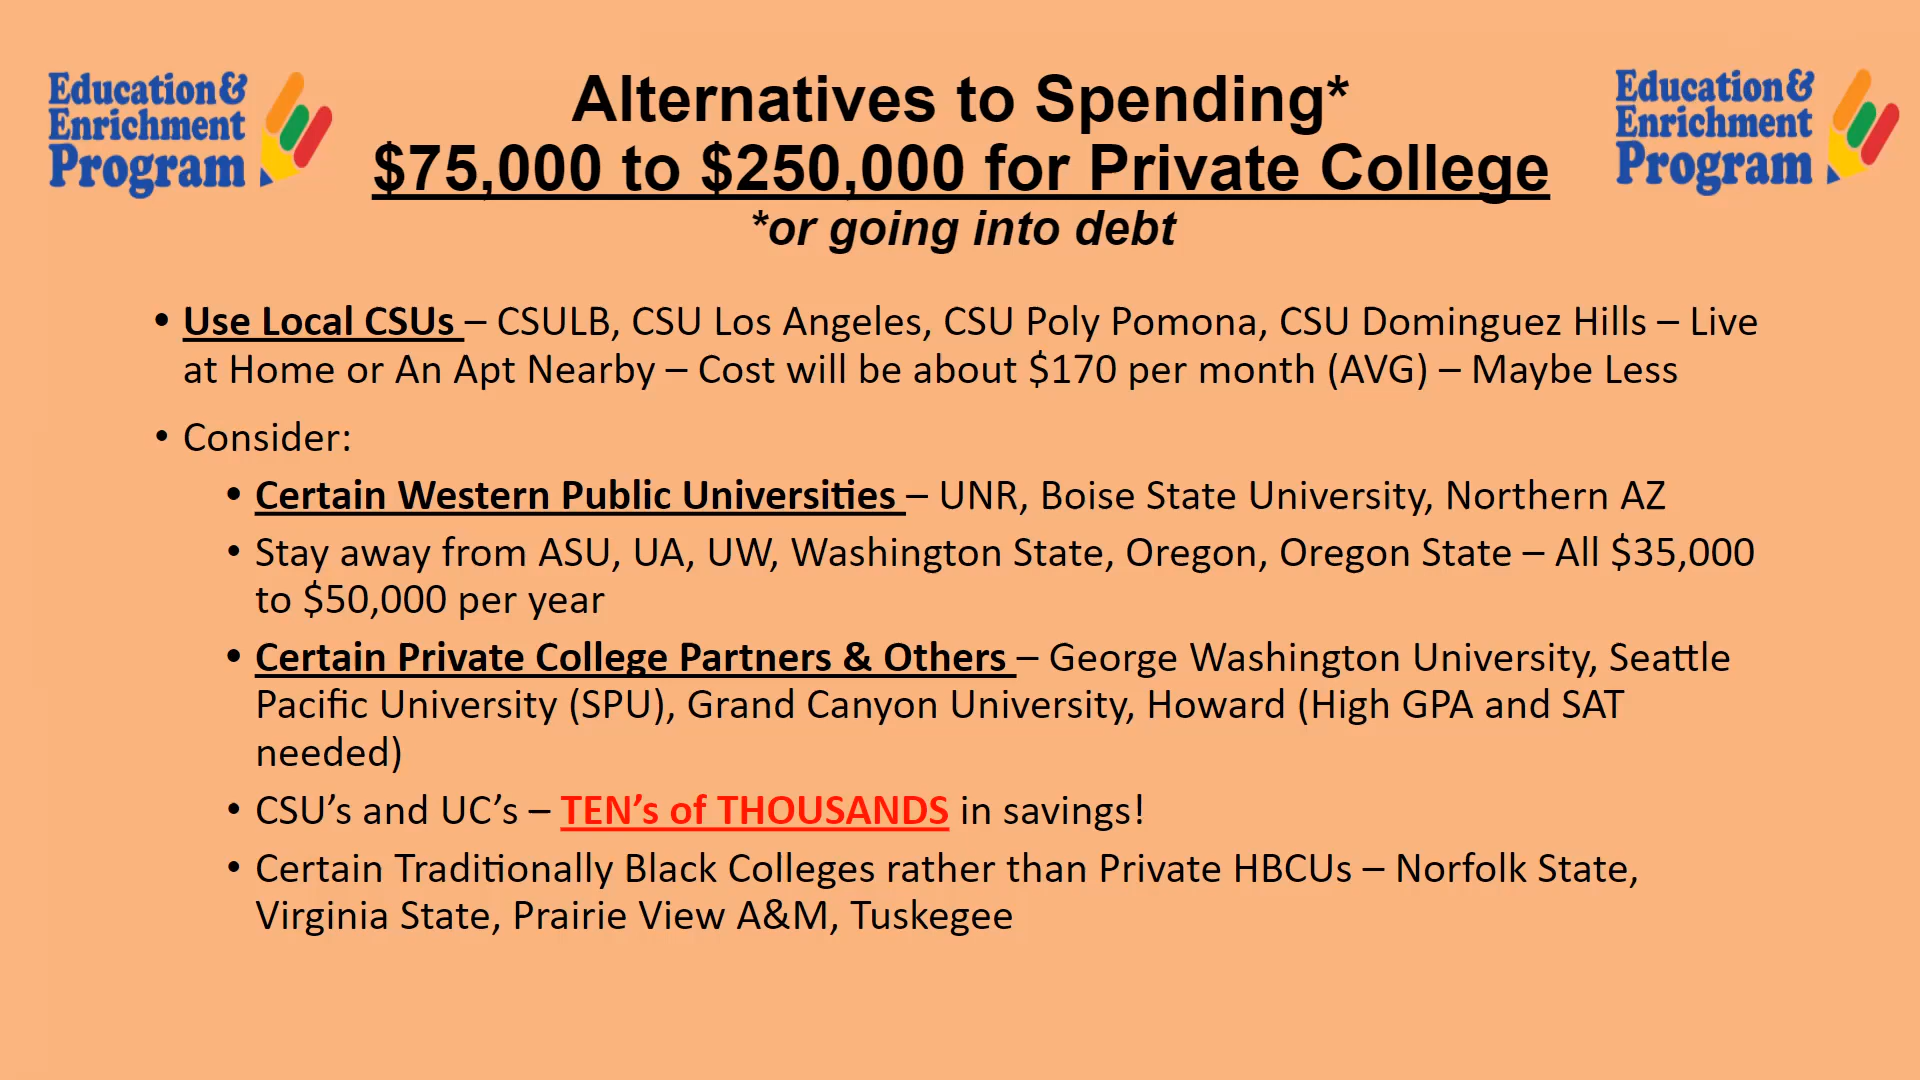 Education&
Enrichment
Program
Alternatives to Spending*
$75,000 to $250,000 for Private College
*or going into debt
Education&
Enrichment
Program
• Use Local CSUs – CSULB, CSU Los Angeles, CSU Poly Pomona, CSU Dominguez Hills – Live
at Home or An Apt Nearby – Cost will be about $170 per month (AVG) – Maybe Less
• Consider:
• Certain Western Public Universities – UNR, Boise State University, Northern AZ
• Stay away from ASU, UA, UW, Washington State, Oregon, Oregon State – All $35,000
to $50,000 per year
• Certain Private College Partners & Others – George Washington University, Seattle
Pacific University (SPU), Grand Canyon University, Howard (High GPA and SAT
needed)
• CSU’s and UC’s – TEN’s of THOUSANDS in savings!
• Certain Traditionally Black Colleges rather than Private HBCUs – Norfolk State,
Virginia State, Prairie View A&M, Tuskegee